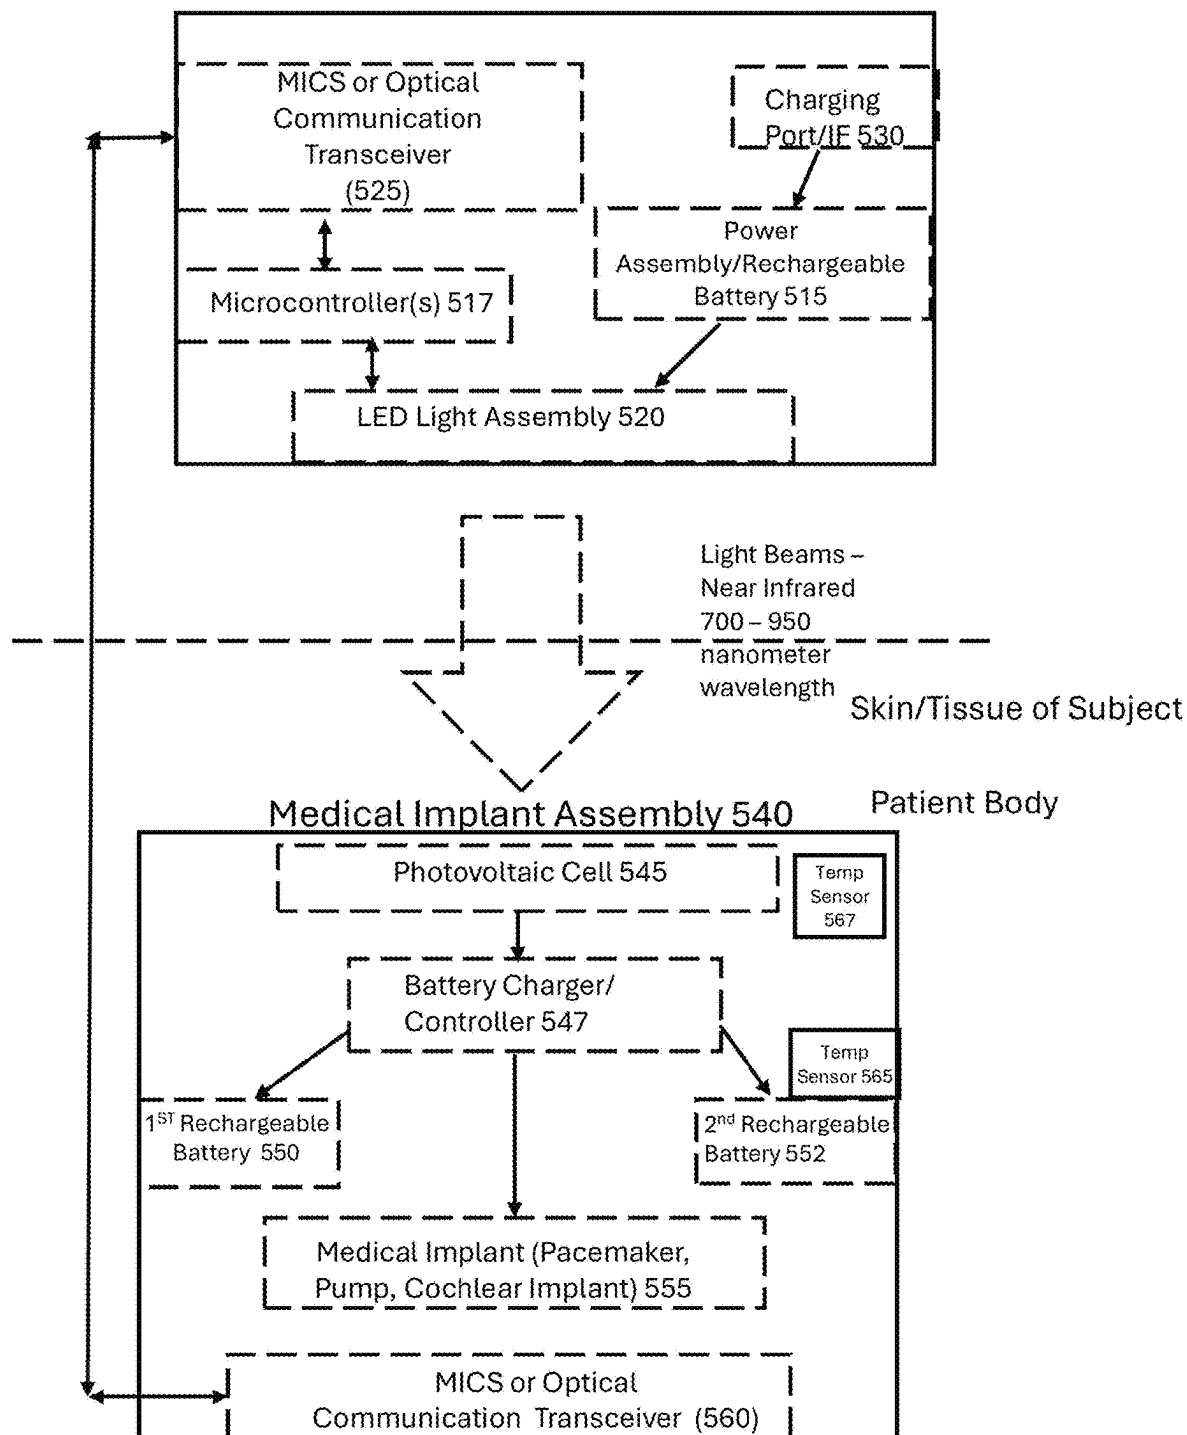 MICS or Optical
Communication
Transceiver
(525)
Charging
Port/IF 530
Power
Assembly/Rechargeable
Battery 515
Microcontroller(s) 517
LED Light Assembly 520
Light Beams –
Near Infrared
700 – 950
nanometer
wavelength
Skin/Tissue of Subject
Patient Body
Medical Implant Assembly 540
Photovoltaic Cell 545
Temp
Sensor
567
Battery Charger/
Controller 547
Temp
Sensor 565
1ST Rechargeable
Battery 550
2nd Rechargeable
Battery 552
Medical Implant (Pacemaker,
Pump, Cochlear Implant) 555
MICS or Optical
Communication Transceiver (560)